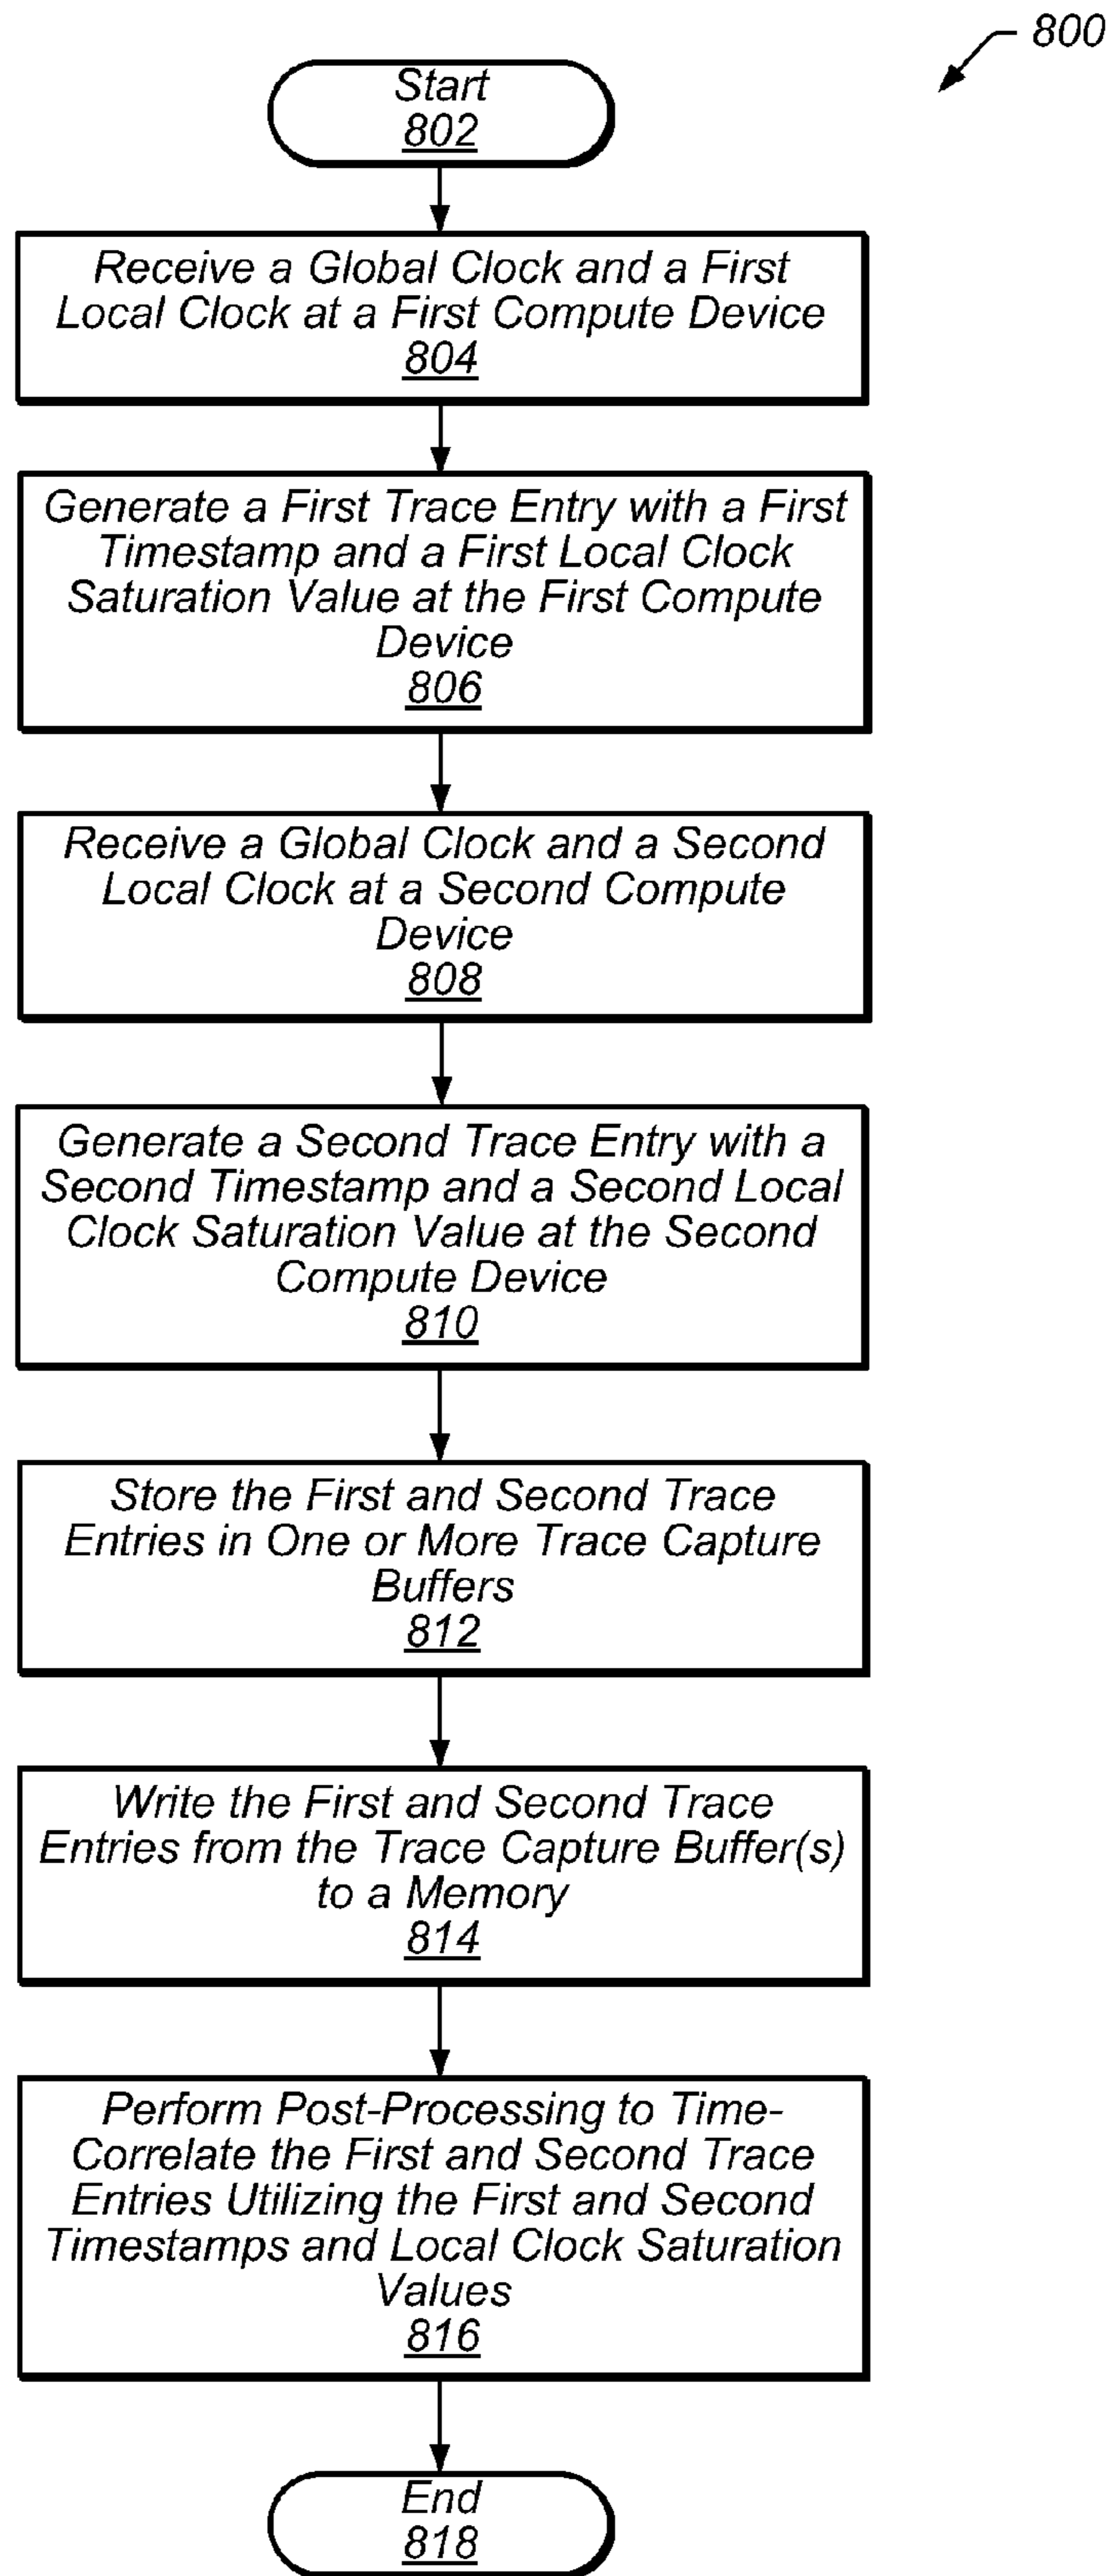 800
Start
802
Receive a Global Clock and a First
Local Clock at a First Compute Device
804
Generate a First Trace Entry with a First
Timestamp and a First Local Clock
Saturation Value at the First Compute
Device
806
Receive a Global Clock and a Second
Local Clock at a Second Compute
Device
808
Generate a Second Trace Entry with a
Second Timestamp and a Second Local
Clock Saturation Value at the Second
Compute Device
810
Store the First and Second Trace
Entries in One or More Trace Capture
Buffers
812
Write the First and Second Trace
Entries from the Trace Capture Buffer(s)
to a Memory
814
Perform Post-Processing to Time-
Correlate the First and Second Trace
Entries Utilizing the First and Second
Timestamps and Local Clock Saturation
Values
816
End
818